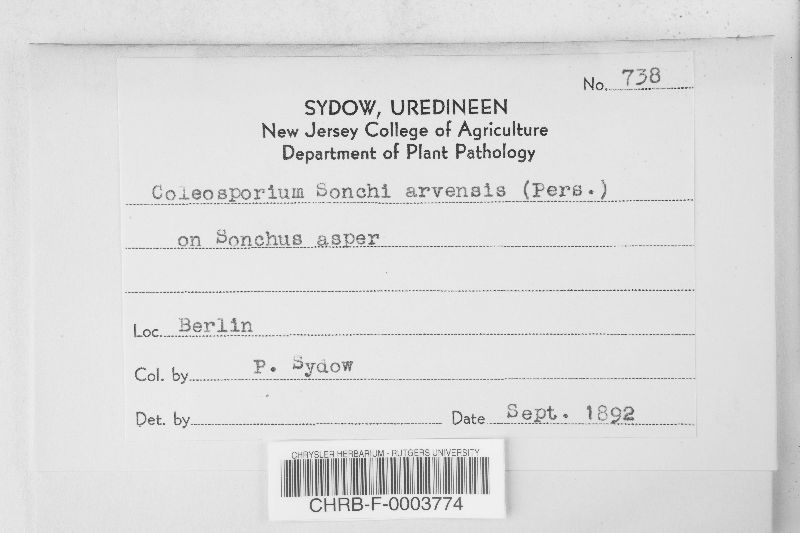 No. 738
SYDOW, UREDINEEN
New Jersey College of Agriculture
Department of Plant Pathology
Coleosporium Sonchi arvensis (Pers.)
on Sonchus asper
Loc. Berlin
Col. by P. Sydow
Det. by
Date Sept. 1892
CHRYSLER HERBARIUM - RUTGERS UNIVERSITY
CHRB-F-0003774